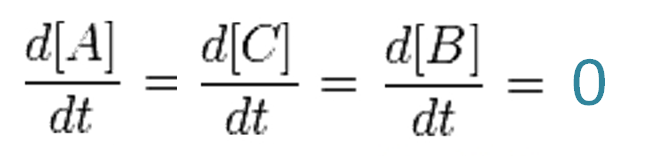 d[A]/dt = d[C]/dt = d[B]/dt = 0